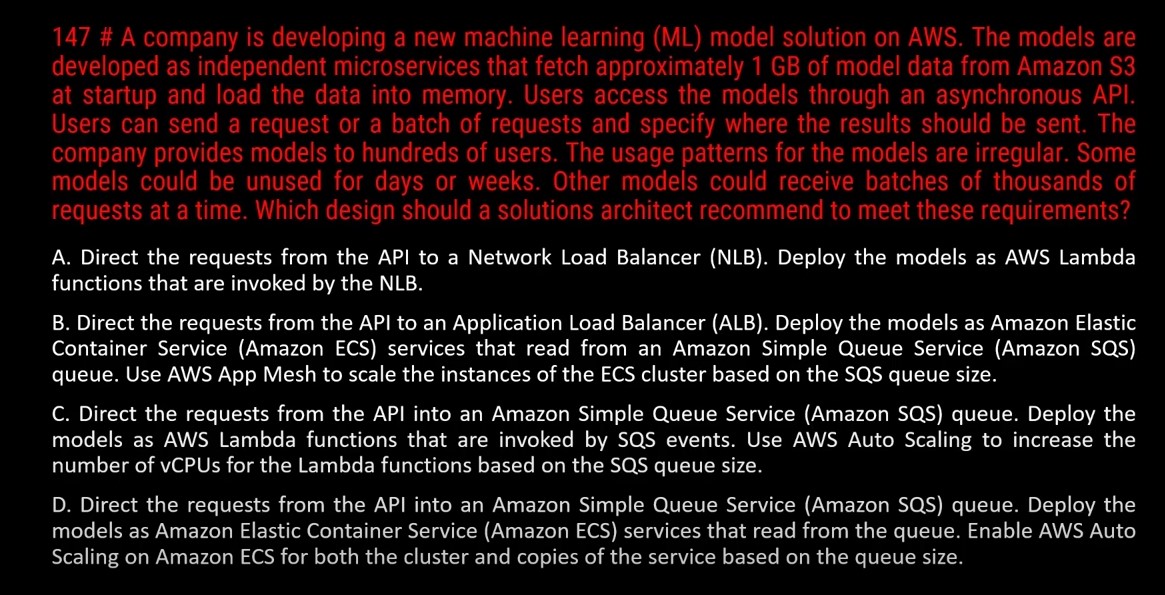 147 # A company is developing a new machine learning (ML) model solution on AWS. The models are
developed as independent microservices that fetch approximately 1 GB of model data from Amazon S3
at startup and load the data into memory. Users access the models through an asynchronous API.
Users can send a request or a batch of requests and specify where the results should be sent. The
company provides models to hundreds of users. The usage patterns for the models are irregular. Some
models could be unused for days or weeks. Other models could receive batches of thousands of
requests at a time. Which design should a solutions architect recommend to meet these requirements?
A. Direct the requests from the API to a Network Load Balancer (NLB). Deploy the models as AWS Lambda
functions that are invoked by the NLB.
B. Direct the requests from the API to an Application Load Balancer (ALB). Deploy the models as Amazon Elastic
Container Service (Amazon ECS) services that read from an Amazon Simple Queue Service (Amazon SQS)
queue. Use AWS App Mesh to scale the instances of the ECS cluster based on the SQS queue size.
C. Direct the requests from the API into an Amazon Simple Queue Service (Amazon SQS) queue. Deploy the
models as AWS Lambda functions that are invoked by SQS events. Use AWS Auto Scaling to increase the
number of vCPUs for the Lambda functions based on the SQS queue size.
D. Direct the requests from the API into an Amazon Simple Queue Service (Amazon SQS) queue. Deploy the
models as Amazon Elastic Container Service (Amazon ECS) services that read from the queue. Enable AWS Auto
Scaling on Amazon ECS for both the cluster and copies of the service based on the queue size.